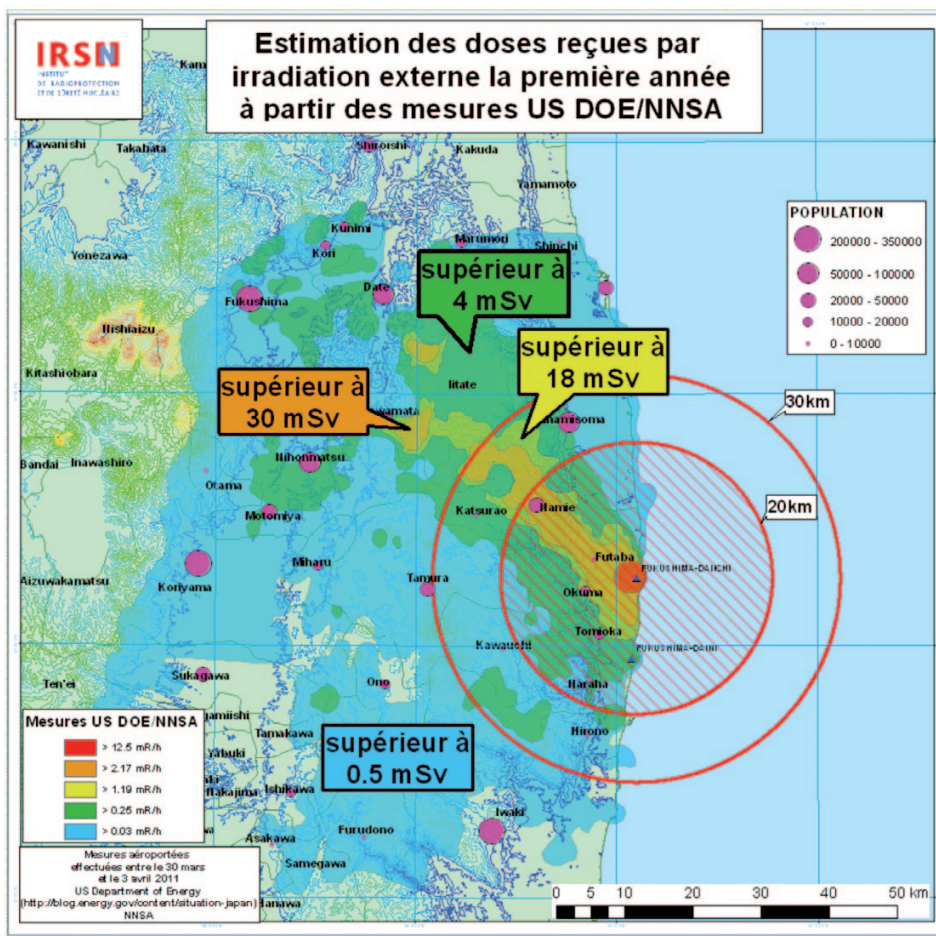 IRSN
INSTITUT
DE RADIOPROTECTION
ET DE SÛRETÉ NUCLÉAIRE
Estimation des doses reçues par
irradiation externe la première année
à partir des mesures US DOE/NNSA
Kawanishi
Takahata
Shiroishi
Kakuda
Yamamoto
POPULATION
200000 - 350000
50000 - 100000
20000 - 50000
10000 - 20000
0 - 10000
Kunimi
Kori
Marumori
Shinchi
Yonezawa
supérieur à
4 mSv
Fukushima
Date
Nishiaizu
supérieur à
18 mSv
Kitashiobara
Iitate
supérieur à
30 mSv
30km
Nihonmatsu
Bandai
Inawashiro
Otama
Motomiya
Katsurao
Namie
20km
Futaba
FUKUSHIMA-DAIICHI
Aizuwakamatsu
Koriyama
Miharu
Tamura
Okuma
Tomioka
Kawauchi
FUKUSHIMA-DAINI
Ten'ei
Sukagawa
Ono
Naraha
Hirono
Mesures US DOE/NNSA
> 12.5 mR/h
> 2.17 mR/h
> 1.19 mR/h
> 0.25 mR/h
> 0.03 mR/h
Tamakawa
Yabuki
Ishikawa
supérieur à
0.5 mSv
Iwaki
Asakawa
Furudono
Samegawa
Mesures aéroportées
effectuées entre le 30 mars
et le 3 avril 2011
US Department of Energy
(http://blog.energy.gov/content/situation-japan)
NNSA
0 5 10 20 30 40 50 km